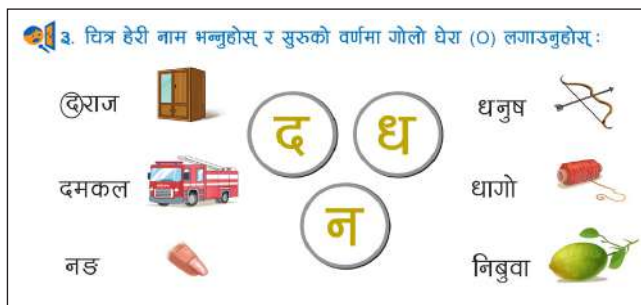 ३. चित्र हेरी नाम भन्नुहोस् र सुरुको वर्णमा गोलो घेरा (O) लगाउनुहोस् :
दराज
द ध
धनुष
दमकल
धागो
न
नङ
निबुवा